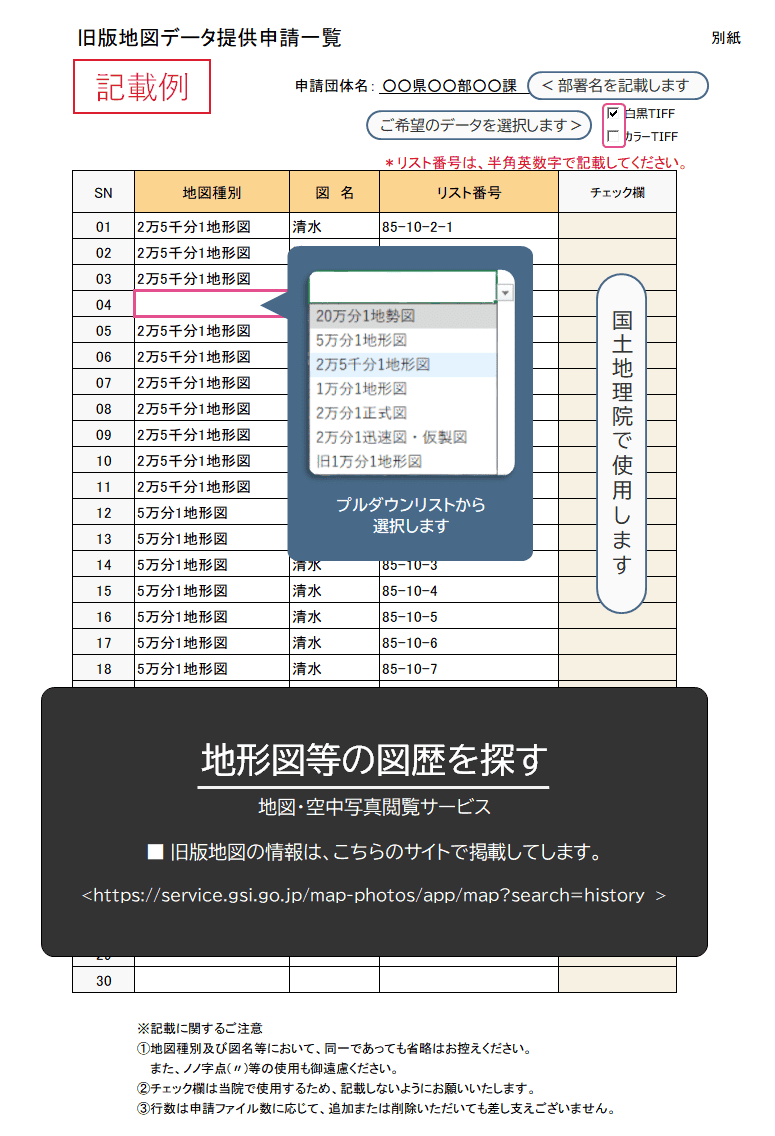 旧版地図データ提供申請一覧
別紙
記載例
申請団体名: 〇〇県〇〇部〇〇課
< 部署名を記載します
ご希望のデータを選択します >
白黒TIFF
カラーTIFF
*リスト番号は、半角英数字で記載してください。
SN 地図種別 図 名 リスト番号 チェック欄
01 2万5千分1地形図 清水 85-10-2-1
02 2万5千分1地形図
03 2万5千分1地形図
04
05 2万5千分1地形図
06 2万5千分1地形図
07 2万5千分1地形図
08 2万5千分1地形図
09 2万5千分1地形図
10 2万5千分1地形図
11 2万5千分1地形図
12 5万分1地形図
13 5万分1地形図
14 5万分1地形図 清水 85-10-3
15 5万分1地形図 清水 85-10-4
16 5万分1地形図 清水 85-10-5
17 5万分1地形図 清水 85-10-6
18 5万分1地形図 清水 85-10-7
20万分1地勢図
5万分1地形図
2万5千分1地形図
1万分1地形図
2万分1正式図
2万分1迅速図・仮製図
旧1万分1地形図
プルダウンリストから
選択します
国土地理院で使用します
地形図等の図歴を探す
地図・空中写真閲覧サービス
■ 旧版地図の情報は、こちらのサイトで掲載してします。
<https://service.gsi.go.jp/map-photos/app/map?search=history >
30
※記載に関するご注意
①地図種別及び図名等において、同一であっても省略はお控えください。
また、ノノ字点(〃)等の使用も御遠慮ください。
②チェック欄は当院で使用するため、記載しないようにお願いいたします。
③行数は申請ファイル数に応じて、追加または削除いただいても差し支えございません。